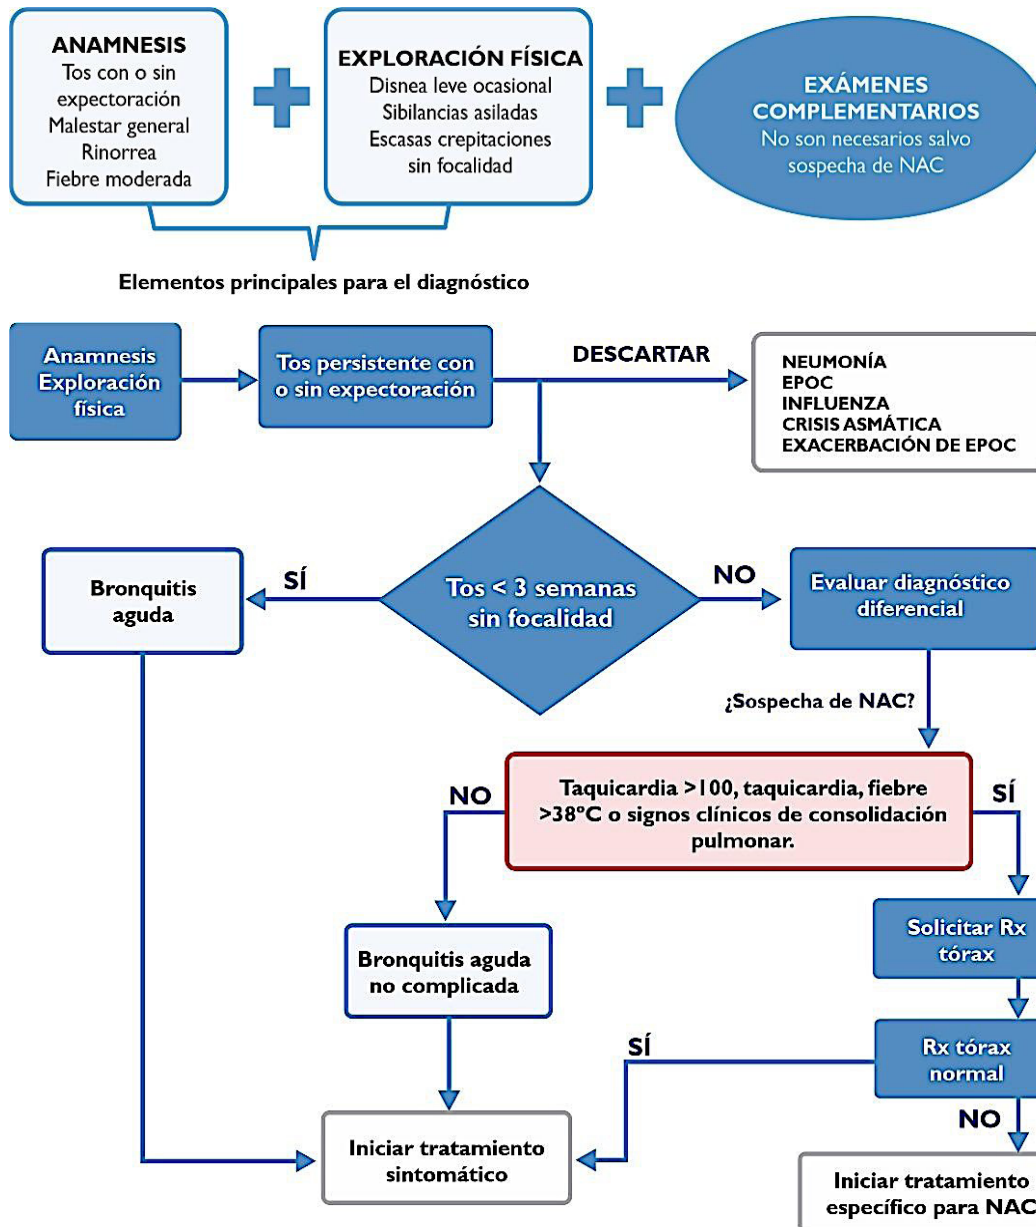 ANAMNESIS
Tos con o sin
expectoración
Malestar general
Rinorrea
Fiebre moderada
EXPLORACIÓN FÍSICA
Disnea leve ocasional
Sibilancias asiladas
Escasas crepitaciones
sin focalidad
EXÁMENES
COMPLEMENTARIOS
No son necesarios salvo
sospecha de NAC
Elementos principales para el diagnóstico
Anamnesis
Exploración
física
Tos persistente con
o sin expectoración
DESCARTAR
NEUMONÍA
EPOC
INFLUENZA
CRISIS ASMÁTICA
EXACERBACIÓN DE EPOC
Bronquitis
aguda
SÍ
Tos < 3 semanas
sin focalidad
NO
Evaluar diagnóstico
diferencial
¿Sospecha de NAC?
NO
Taquicardia >100, taquicardia, fiebre
>38ºC o signos clínicos de consolidación
pulmonar.
SÍ
Solicitar Rx
tórax
Bronquitis aguda
no complicada
SÍ
Rx tórax
normal
NO
Iniciar tratamiento
sintomático
Iniciar tratamiento
específico para NAC